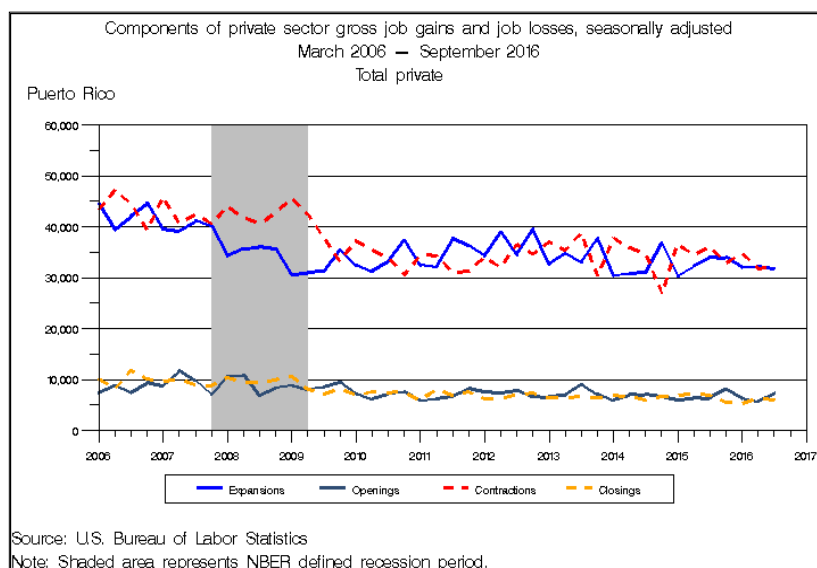 Components of private sector gross job gains and job losses, seasonally adjusted
March 2006 — September 2016
Total private
Puerto Rico
60,000
50,000
40,000
30,000
20,000
10,000
0
2006 2007 2008 2009 2010 2011 2012 2013 2014 2015 2016 2017
Expansions Openings Contractions Closings
Source: U.S. Bureau of Labor Statistics
Note: Shaded area represents NBER defined recession period.